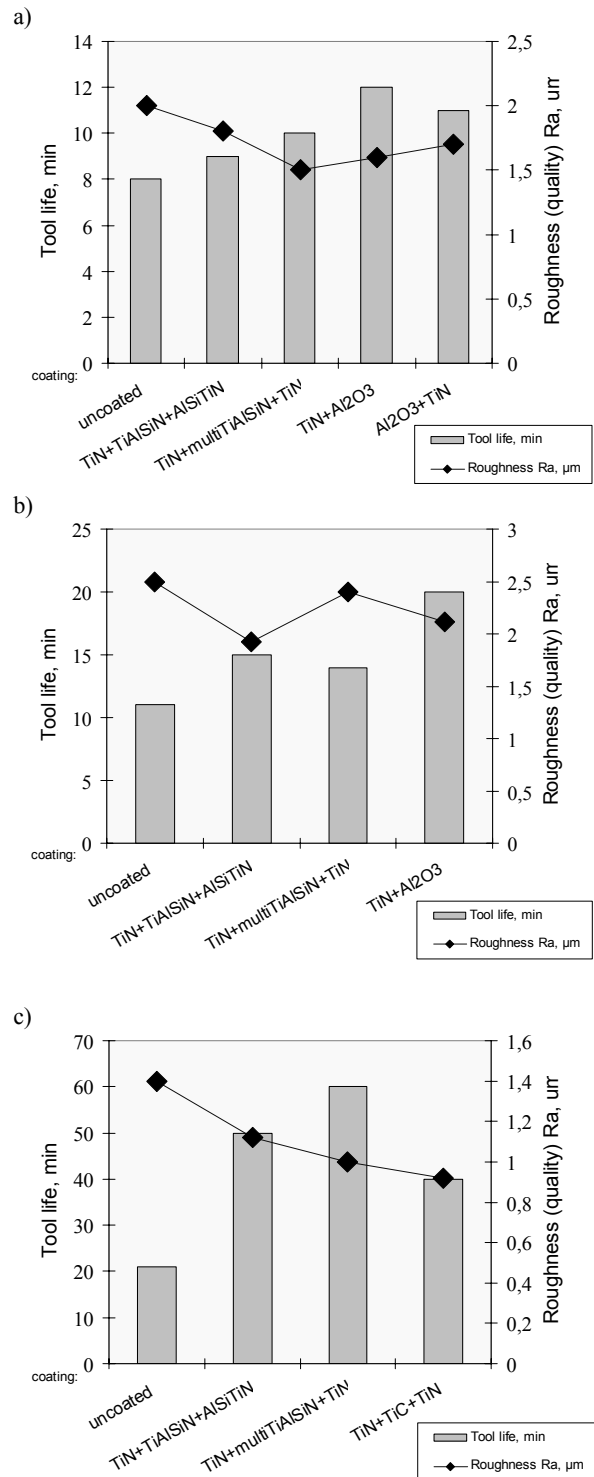 a)
14
12
10
8
6
4
2
0
Tool life, min
2,5
2
1,5
1
0,5
0
Roughness (quality) Ra, um
coating:
uncoated
TiN+TiAlSiN+AlSiTiN
TiN+multiTiAlSiN+TiN
TiN+Al2O3
Al2O3+TiN
Tool life, min
Roughness Ra, µm
b)
25
20
15
10
5
0
Tool life, min
3
2,5
2
1,5
1
0,5
0
Roughness (quality) Ra, um
coating:
uncoated
TiN+TiAlSiN+AlSiTiN
TiN+multiTiAlSiN+TiN
TiN+Al2O3
Tool life, min
Roughness Ra, µm
c)
70
60
50
40
30
20
10
0
Tool life, min
1,6
1,4
1,2
1
0,8
0,6
0,4
0,2
0
Roughness (quality) Ra, um
coating:
uncoated
TiN+TiAlSiN+AlSiTiN
TiN+multiTiAlSiN+TiN
TiN+TiC+TiN
Tool life, min
Roughness Ra, µm